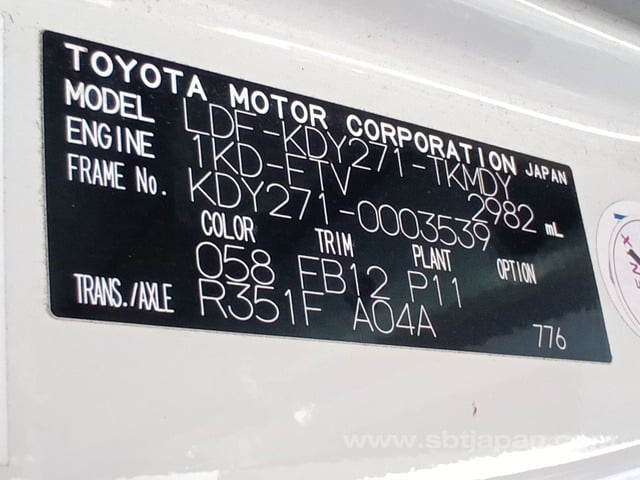 TOYOTA MOTOR CORPORATION JAPAN
MODEL LDF-KDY271-TKMDY
ENGINE 1KD-FTV 2982 mL
FRAME No. KDY271-0003539
COLOR TRIM PLANT OPTION
058 FB12 P11
TRANS./AXLE R351F A04A
776
www.sbtjapan.com